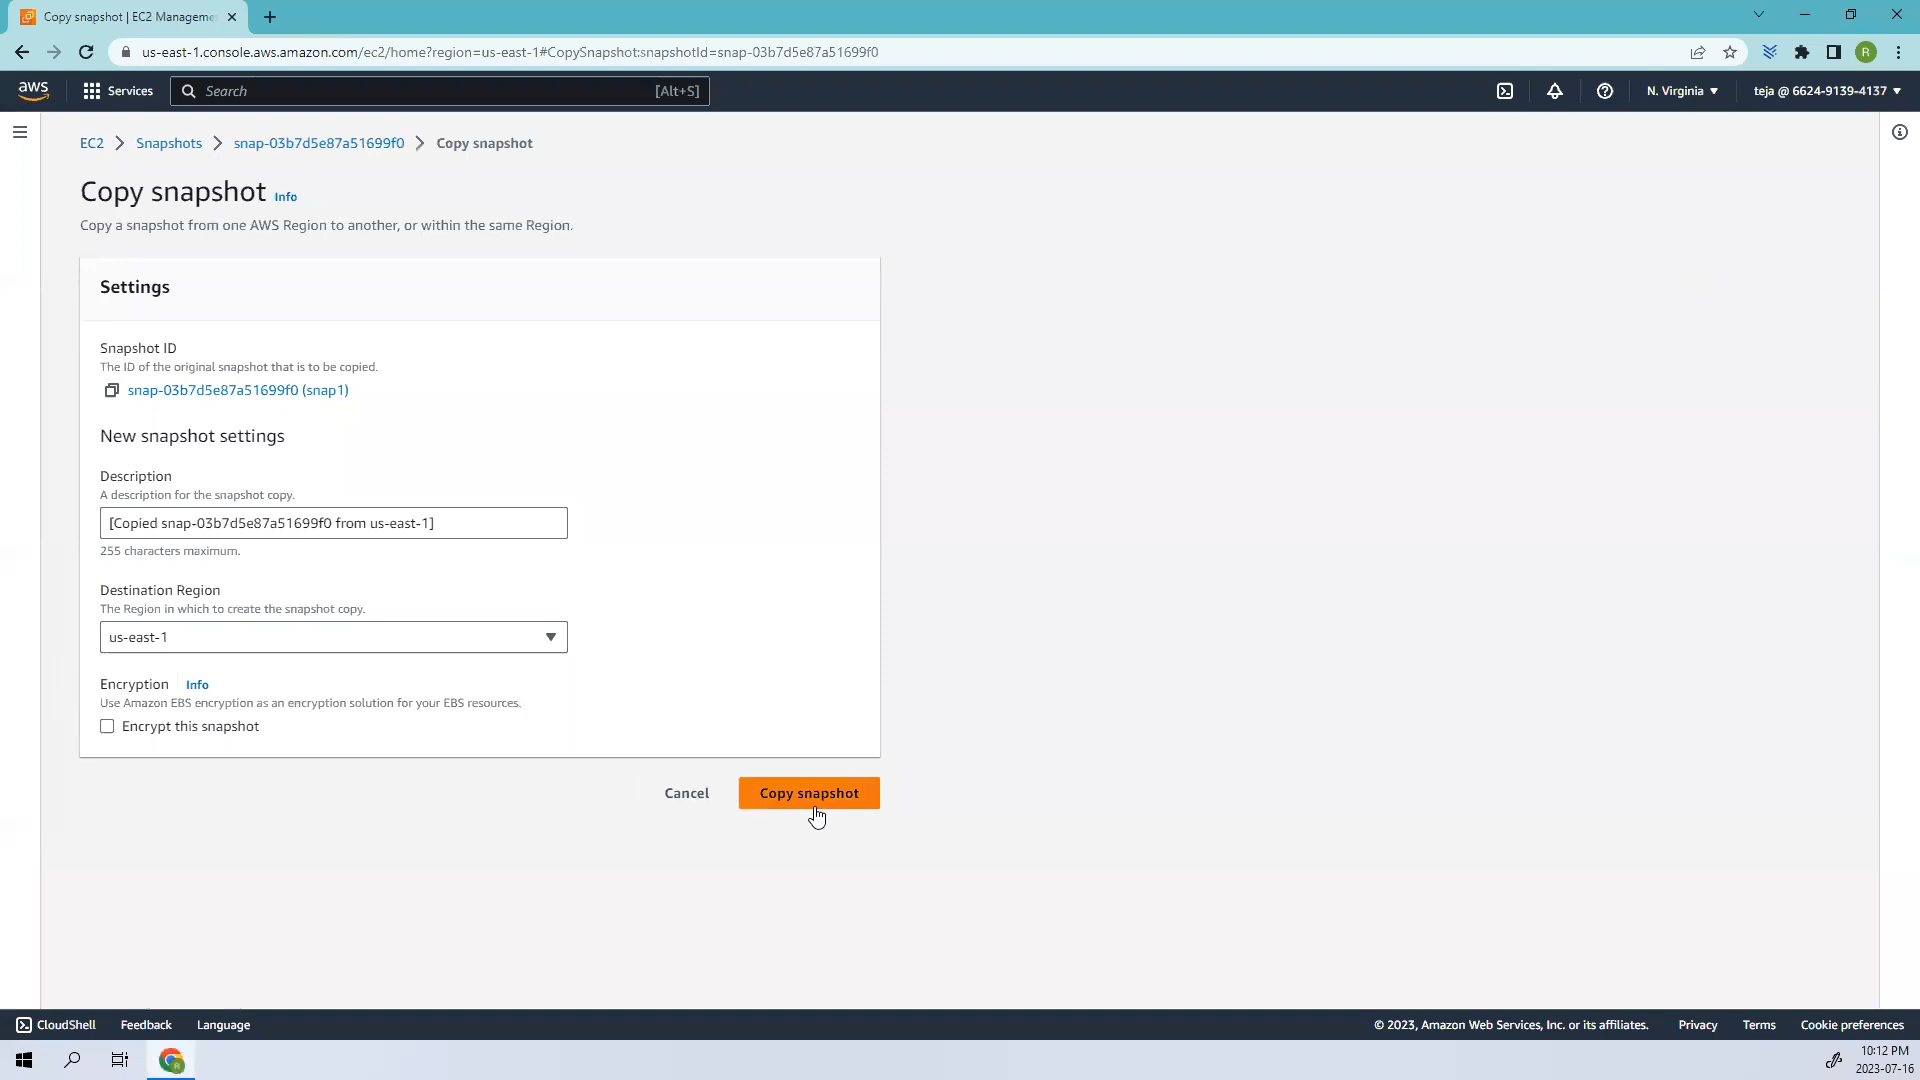 Copy snapshot | EC2 Manageme
us-east-1.console.aws.amazon.com/ec2/home?region=us-east-1#CopySnapshot:snapshotId=snap-03b7d5e87a51699f0
R
aws
Services
Search
[Alt+S]
N. Virginia
teja @ 6624-9139-4137
EC2 > Snapshots > snap-03b7d5e87a51699f0 > Copy snapshot
Copy snapshot Info
Copy a snapshot from one AWS Region to another, or within the same Region.
Settings
Snapshot ID
The ID of the original snapshot that is to be copied.
snap-03b7d5e87a51699f0 (snap1)
New snapshot settings
Description
A description for the snapshot copy.
[Copied snap-03b7d5e87a51699f0 from us-east-1]
255 characters maximum.
Destination Region
The Region in which to create the snapshot copy.
us-east-1
Encryption Info
Use Amazon EBS encryption as an encryption solution for your EBS resources.
Encrypt this snapshot
Cancel
Copy snapshot
CloudShell
Feedback
Language
© 2023, Amazon Web Services, Inc. or its affiliates.
Privacy
Terms
Cookie preferences
R
10:12 PM
2023-07-16